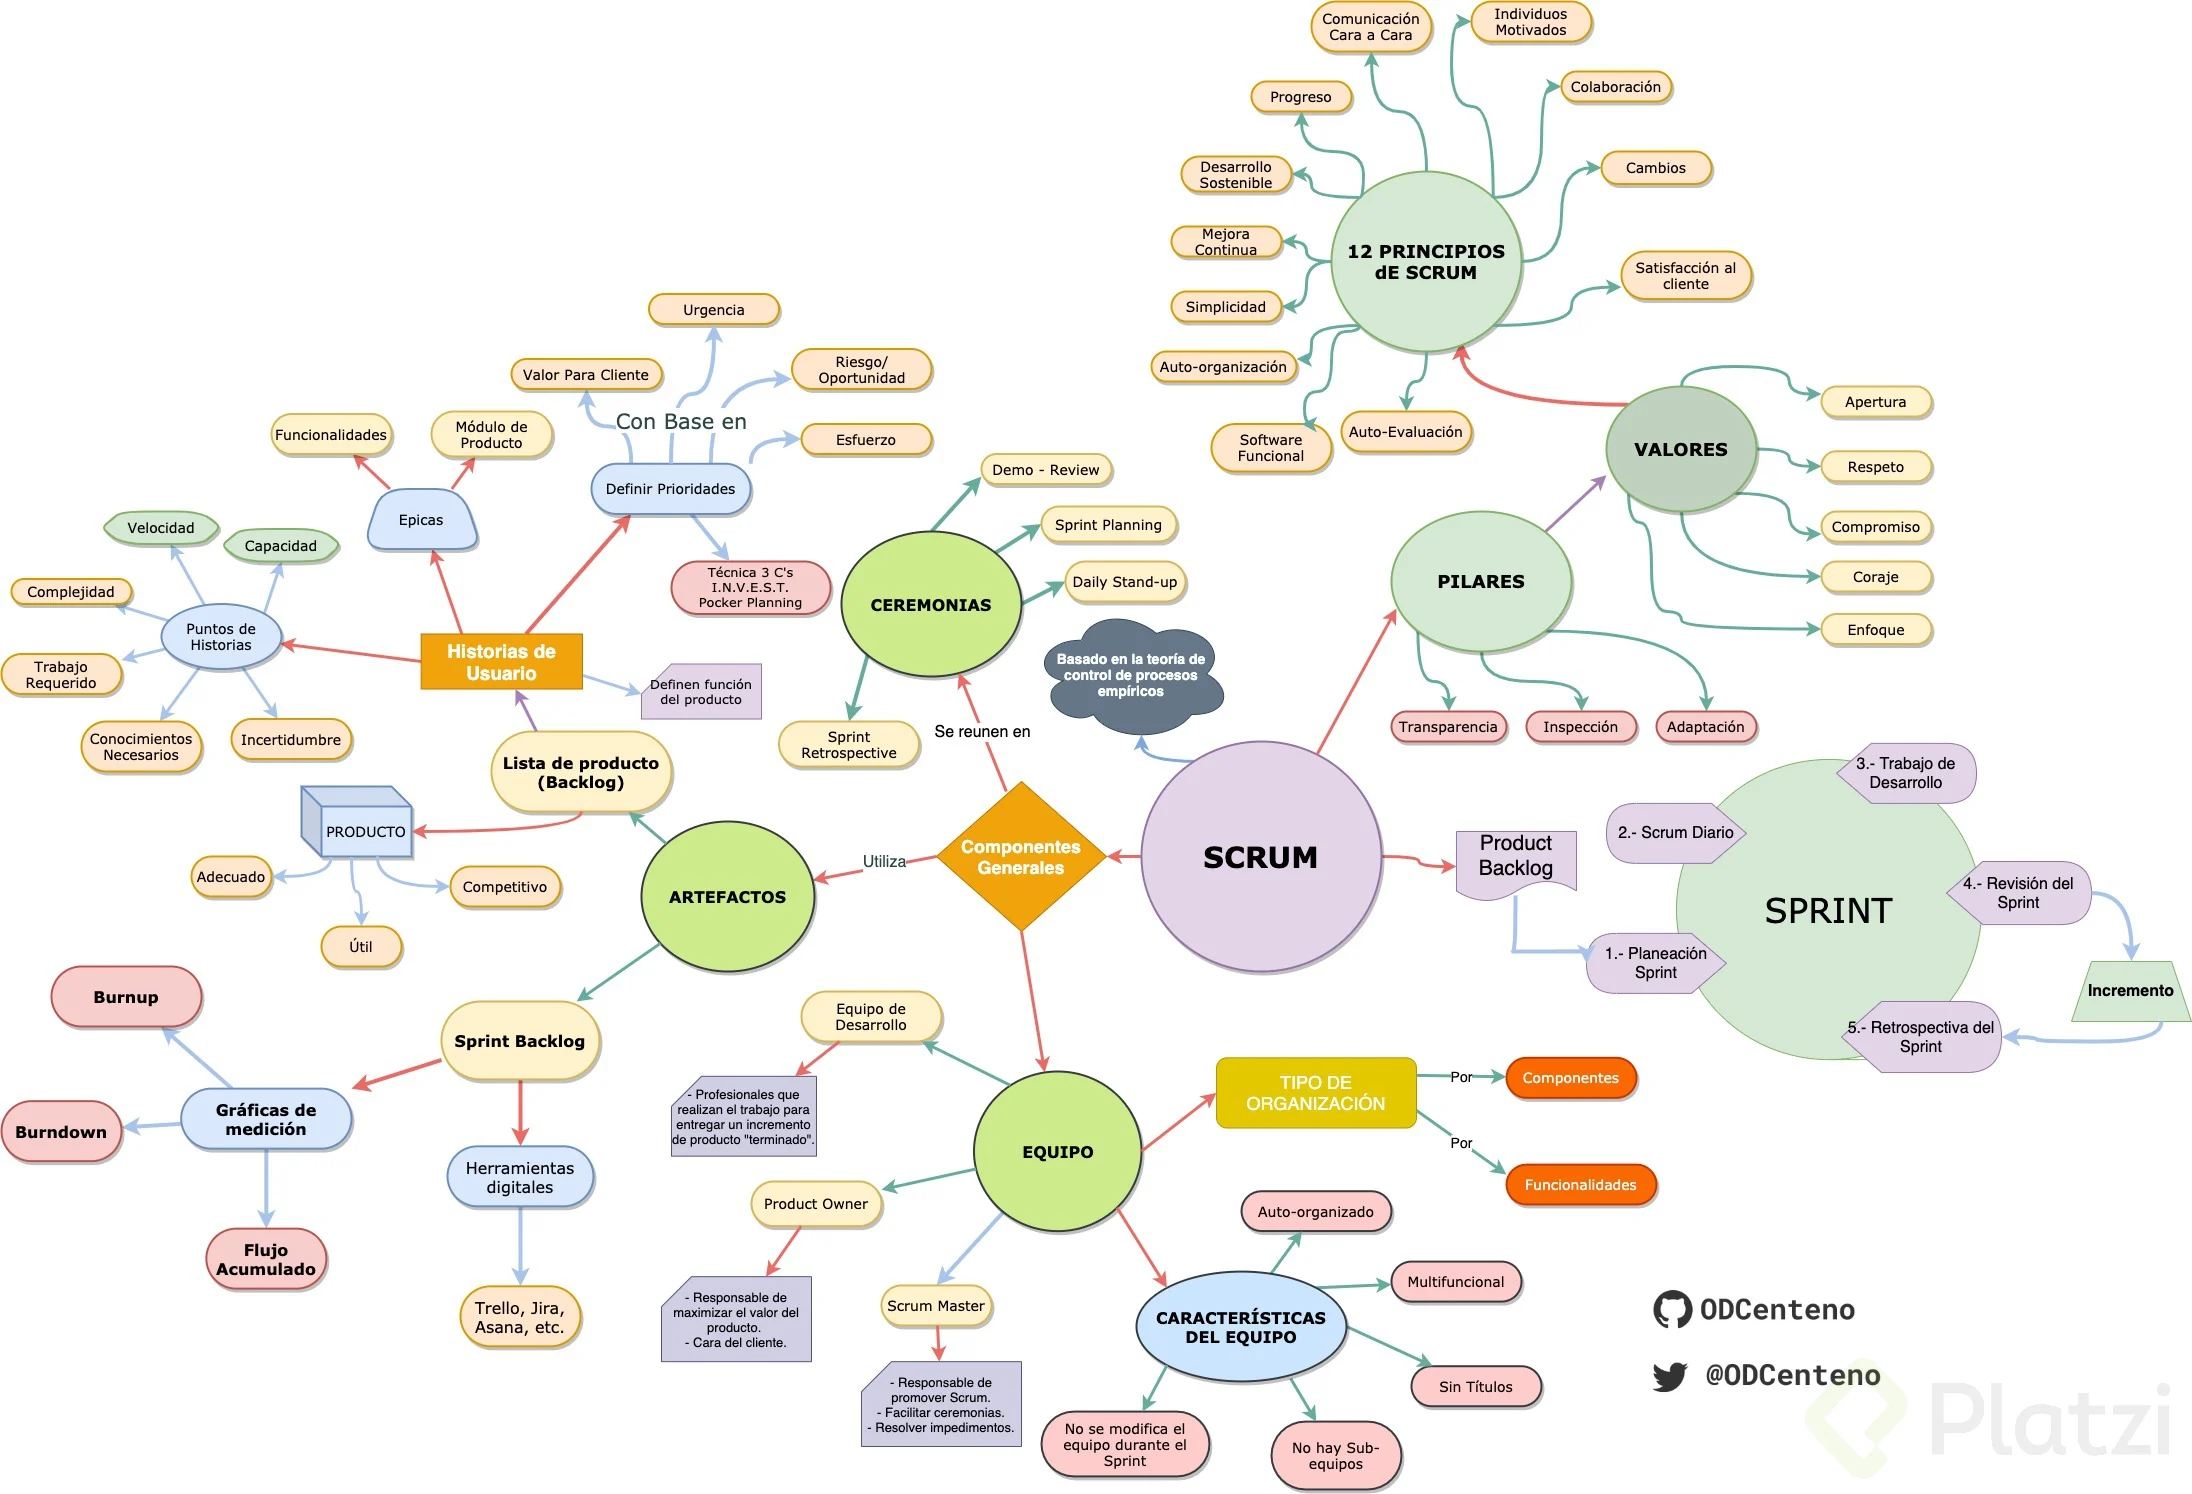 Comunicación
Cara a Cara
Individuos
Motivados
Progreso
Colaboración
Desarrollo
Sostenible
Cambios
Mejora
Continua
12 PRINCIPIOS
dE SCRUM
Satisfacción al
cliente
Simplicidad
Auto-organización
Software
Funcional
Auto-Evaluación
VALORES
Apertura
Respeto
Compromiso
Coraje
Enfoque
PILARES
Transparencia
Inspección
Adaptación
Urgencia
Valor Para Cliente
Riesgo/
Oportunidad
Con Base en
Esfuerzo
Definir Prioridades
Técnica 3 C's
I.N.V.E.S.T.
Pocker Planning
Funcionalidades
Módulo de
Producto
Epicas
Velocidad
Capacidad
Complejidad
Puntos de
Historias
Trabajo
Requerido
Conocimientos
Necesarios
Incertidumbre
Historias de
Usuario
Definen función
del producto
Demo - Review
Sprint Planning
Daily Stand-up
CEREMONIAS
Sprint
Retrospective
Se reunen en
Basado en la teoría de
control de procesos
empíricos
Lista de producto
(Backlog)
PRODUCTO
Adecuado
Competitivo
Útil
ARTEFACTOS
Utiliza
Componentes
Generales
SCRUM
Product
Backlog
SPRINT
1.- Planeación
Sprint
2.- Scrum Diario
3.- Trabajo de
Desarrollo
4.- Revisión del
Sprint
Incremento
5.- Retrospectiva del
Sprint
Burnup
Sprint Backlog
Gráficas de
medición
Burndown
Flujo
Acumulado
Herramientas
digitales
Trello, Jira,
Asana, etc.
Equipo de
Desarrollo
- Profesionales que
realizan el trabajo para
entregar un incremento
de producto "terminado".
EQUIPO
Product Owner
- Responsable de
maximizar el valor del
producto.
- Cara del cliente.
Scrum Master
- Responsable de
promover Scrum.
- Facilitar ceremonias.
- Resolver impedimentos.
TIPO DE
ORGANIZACIÓN
Por
Componentes
Por
Funcionalidades
CARACTERÍSTICAS
DEL EQUIPO
Auto-organizado
Multifuncional
Sin Títulos
No hay Sub-
equipos
No se modifica el
equipo durante el
Sprint
ODCenteno
@ODCenteno
Platzi